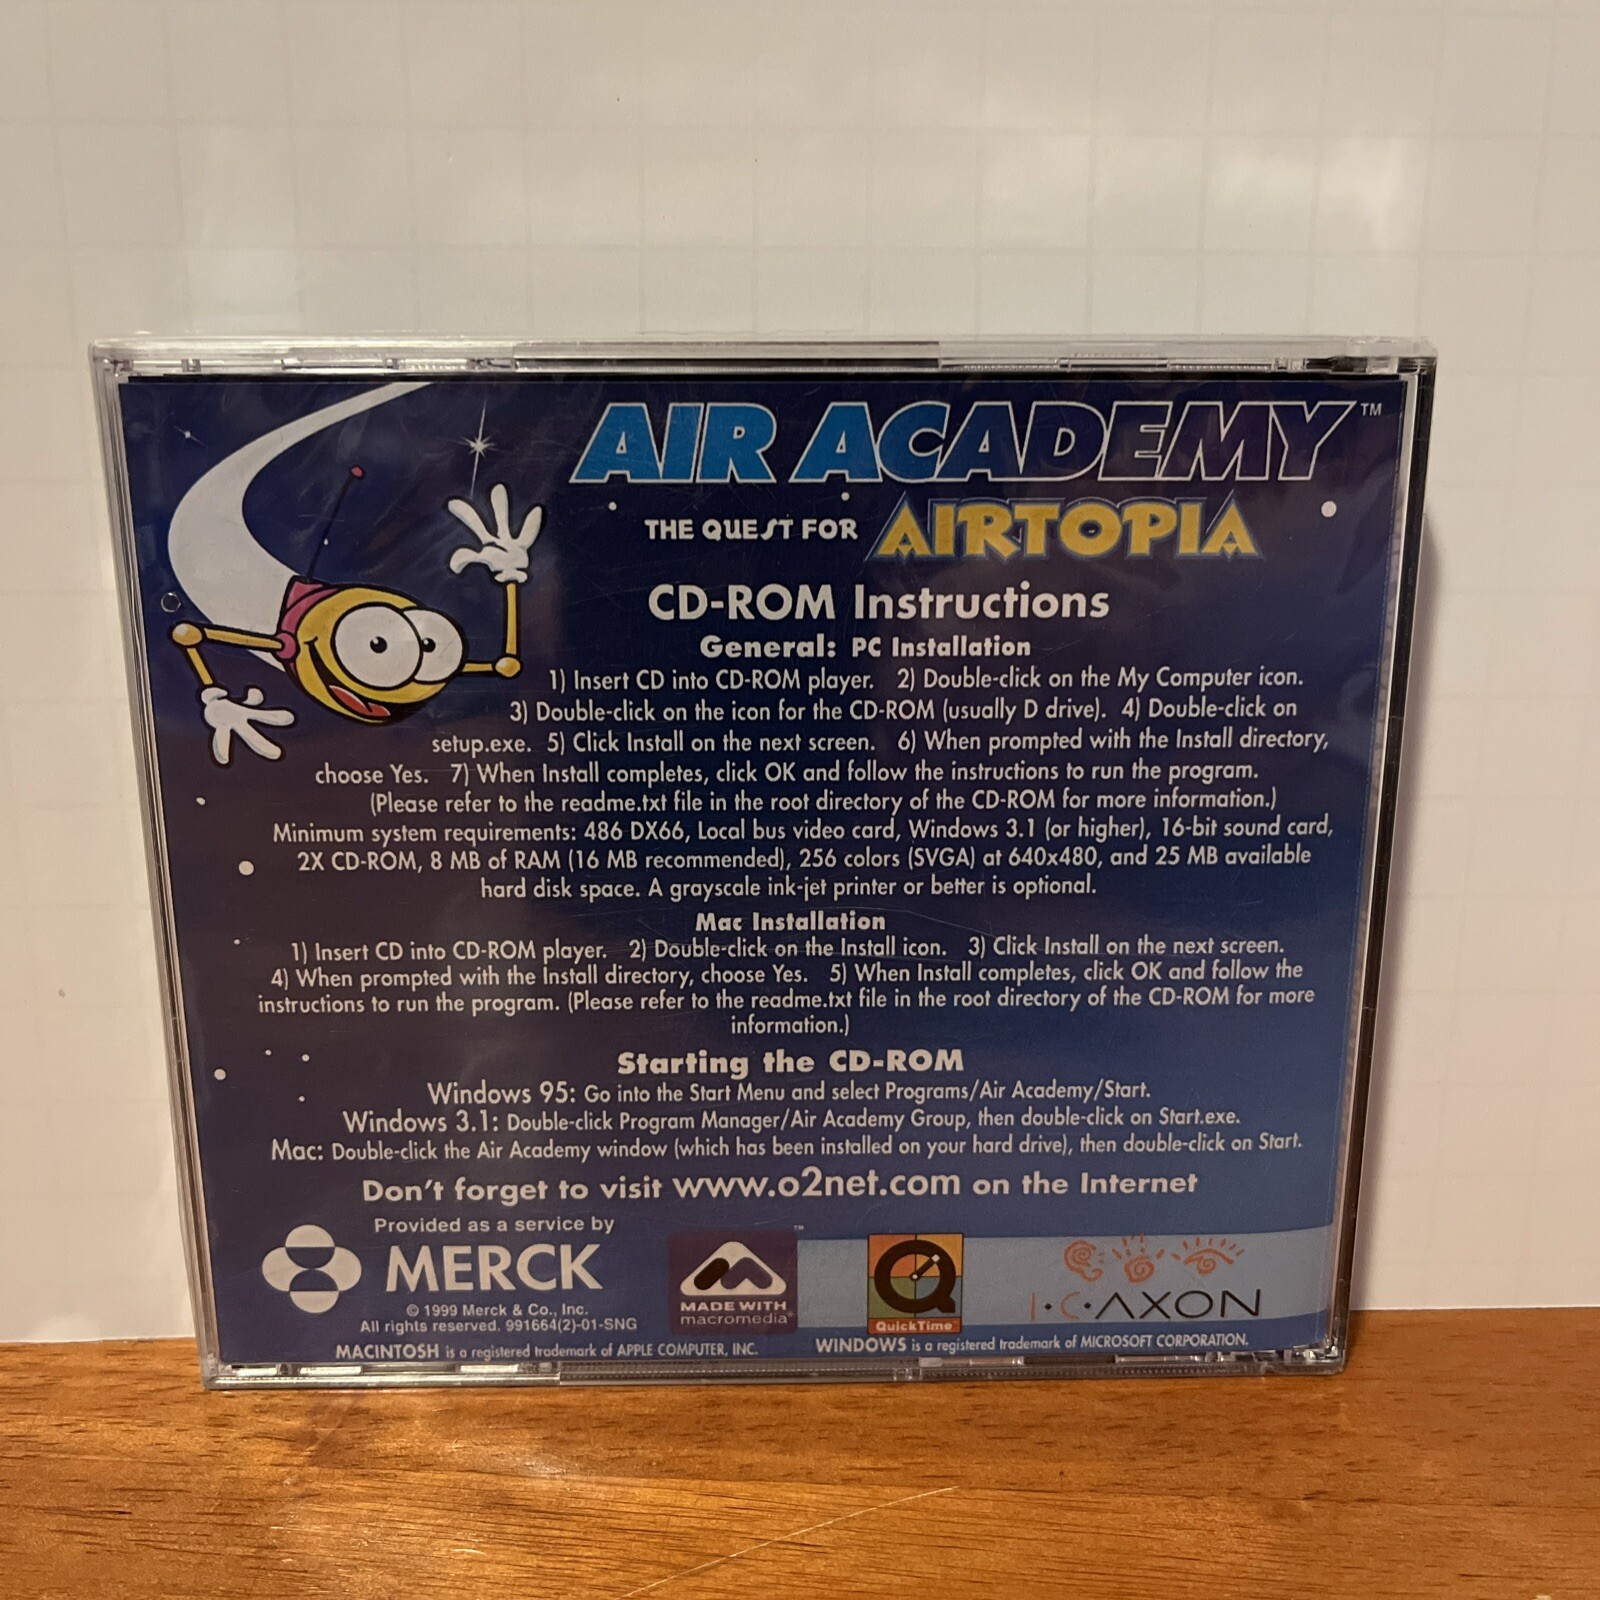 AIR ACADEMY™
THE QUEST FOR AIRTOPIA
CD-ROM Instructions
General: PC Installation
1) Insert CD into CD-ROM player. 2) Double-click on the My Computer icon.
3) Double-click on the icon for the CD-ROM (usually D drive). 4) Double-click on
setup.exe. 5) Click Install on the next screen. 6) When prompted with the Install directory,
choose Yes. 7) When Install completes, click OK and follow the instructions to run the program.
(Please refer to the readme.txt file in the root directory of the CD-ROM for more information.)
Minimum system requirements: 486 DX66, Local bus video card, Windows 3.1 (or higher), 16-bit sound card,
2X CD-ROM, 8 MB of RAM (16 MB recommended), 256 colors (SVGA) at 640x480, and 25 MB available
hard disk space. A grayscale ink-jet printer or better is optional.
Mac Installation
1) Insert CD into CD-ROM player. 2) Double-click on the Install icon. 3) Click Install on the next screen.
4) When prompted with the Install directory, choose Yes. 5) When Install completes, click OK and follow the
instructions to run the program. (Please refer to the readme.txt file in the root directory of the CD-ROM for more
information.)
Starting the CD-ROM
Windows 95: Go into the Start Menu and select Programs/Air Academy/Start.
Windows 3.1: Double-click Program Manager/Air Academy Group, then double-click on Start.exe.
Mac: Double-click the Air Academy window (which has been installed on your hard drive), then double-click on Start.
Don't forget to visit www.o2net.com on the Internet
Provided as a service by
MERCK
© 1999 Merck & Co., Inc.
All rights reserved. 991664(2)-01-SNG
™
MADE WITH
macromedia®
QuickTime™
I·C·AXON
MACINTOSH is a registered trademark of APPLE COMPUTER, INC.
WINDOWS is a registered trademark of MICROSOFT CORPORATION.